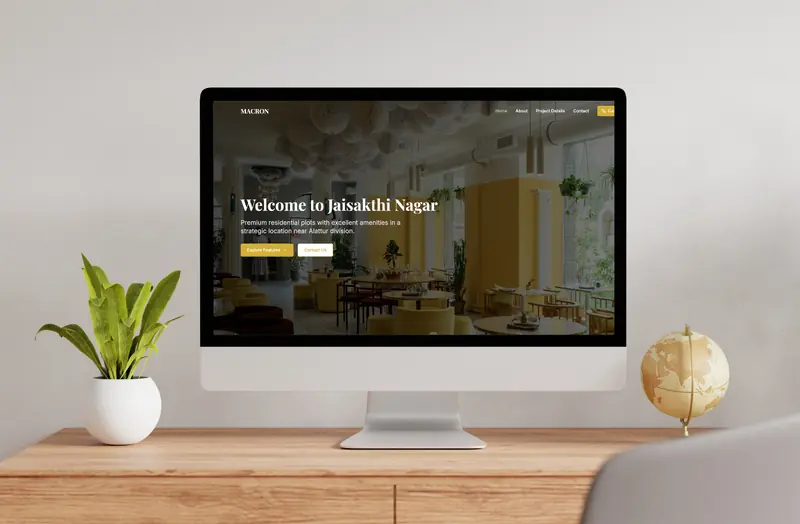 MACRON
Home About Project Details Contact
Welcome to Jaisakthi Nagar
Premium residential plots with excellent amenities in a
strategic location near Alattur division.
Explore Features → Contact Us